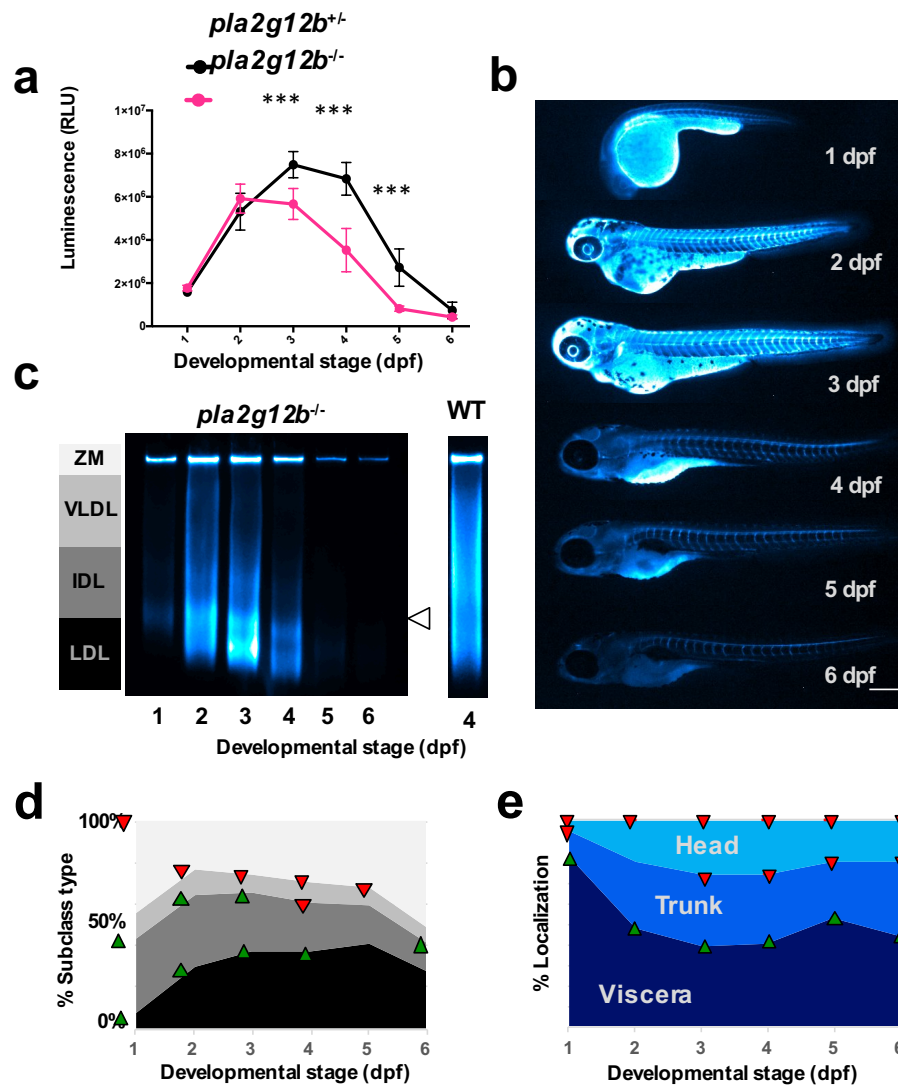 pla2g12b+/-
pla2g12b-/-
a
***
***
***
Luminescence (RLU)
1×10⁷
8×10⁶
6×10⁶
4×10⁶
2×10⁶
0
1 2 3 4 5 6
Developmental stage (dpf)
b
1 dpf
2 dpf
3 dpf
4 dpf
5 dpf
6 dpf
c
pla2g12b-/-
WT
ZM
VLDL
IDL
LDL
1 2 3 4 5 6
4
Developmental stage (dpf)
d
% Subclass type
100%
50%
0%
1 2 3 4 5 6
Developmental stage (dpf)
e
% Localization
Head
Trunk
Viscera
1 2 3 4 5 6
Developmental stage (dpf)